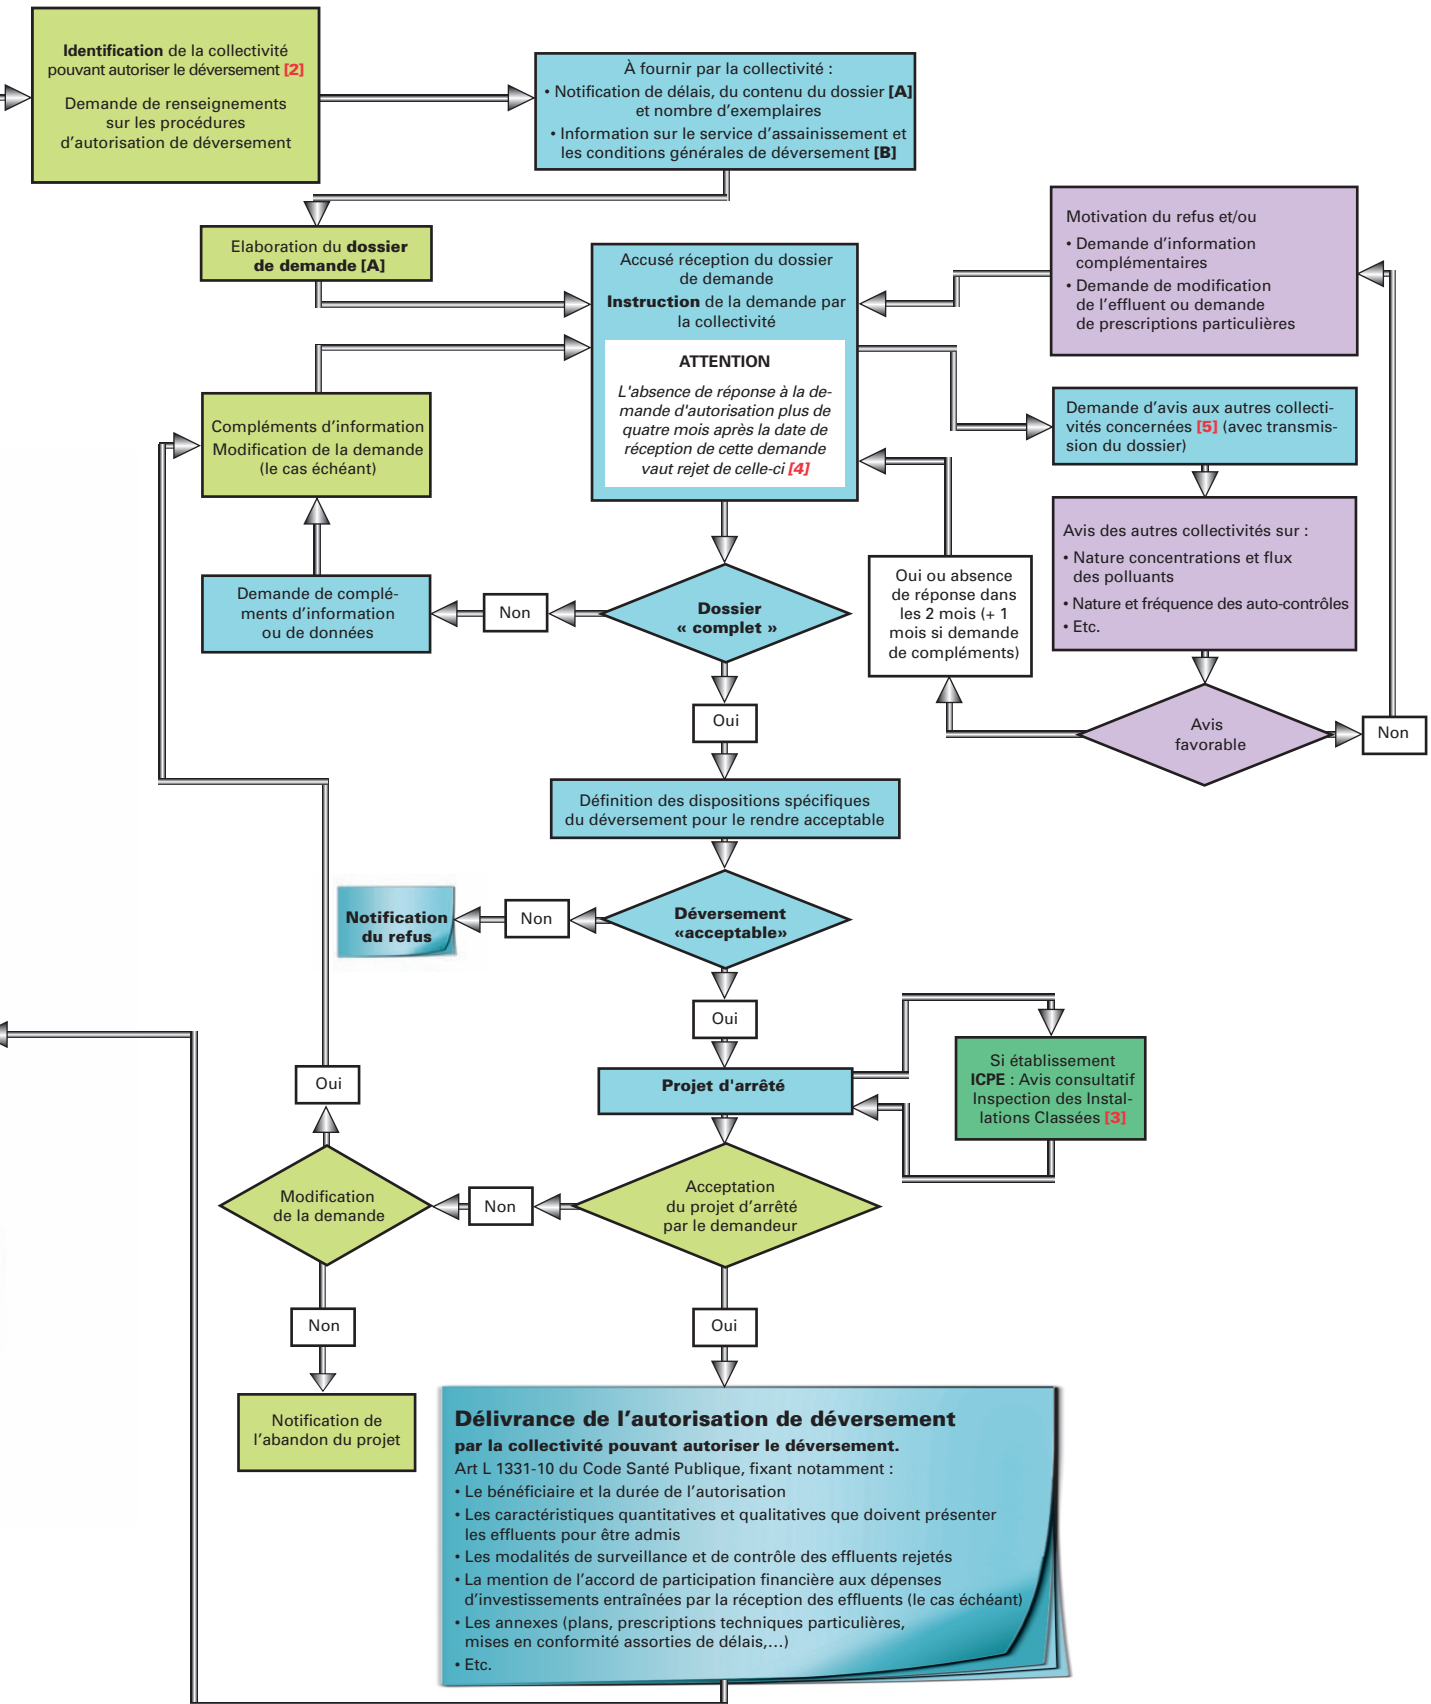 Identification de la collectivité
pouvant autoriser le déversement [2]
Demande de renseignements
sur les procédures
d’autorisation de déversement
À fournir par la collectivité :
• Notification de délais, du contenu du dossier [A]
et nombre d’exemplaires
• Information sur le service d’assainissement et
les conditions générales de déversement [B]
Elaboration du dossier
de demande [A]
Accusé réception du dossier
de demande
Instruction de la demande par
la collectivité
ATTENTION
L'absence de réponse à la de-
mande d'autorisation plus de
quatre mois après la date de
réception de cette demande
vaut rejet de celle-ci [4]
Motivation du refus et/ou
• Demande d’information
complémentaires
• Demande de modification
de l’effluent ou demande
de prescriptions particulières
Compléments d’information
Modification de la demande
(le cas échéant)
Demande d’avis aux autres collecti-
vités concernées [5] (avec transmis-
sion du dossier)
Avis des autres collectivités sur :
• Nature concentrations et flux
des polluants
• Nature et fréquence des auto-contrôles
• Etc.
Oui ou absence
de réponse dans
les 2 mois (+ 1
mois si demande
de compléments)
Demande de complé-
ments d’information
ou de données
Non
Dossier
« complet »
Avis
favorable
Non
Oui
Définition des dispositions spécifiques
du déversement pour le rendre acceptable
Notification
du refus
Non
Déversement
«acceptable»
Oui
Projet d'arrêté
Si établissement
ICPE : Avis consultatif
Inspection des Instal-
lations Classées [3]
Oui
Modification
de la demande
Non
Acceptation
du projet d’arrêté
par le demandeur
Non
Oui
Notification de
l’abandon du projet
Délivrance de l’autorisation de déversement
par la collectivité pouvant autoriser le déversement.
Art L 1331-10 du Code Santé Publique, fixant notamment :
• Le bénéficiaire et la durée de l’autorisation
• Les caractéristiques quantitatives et qualitatives que doivent présenter
les effluents pour être admis
• Les modalités de surveillance et de contrôle des effluents rejetés
• La mention de l’accord de participation financière aux dépenses
d’investissements entraînées par la réception des effluents (le cas échéant)
• Les annexes (plans, prescriptions techniques particulières,
mises en conformité assorties de délais,…)
• Etc.